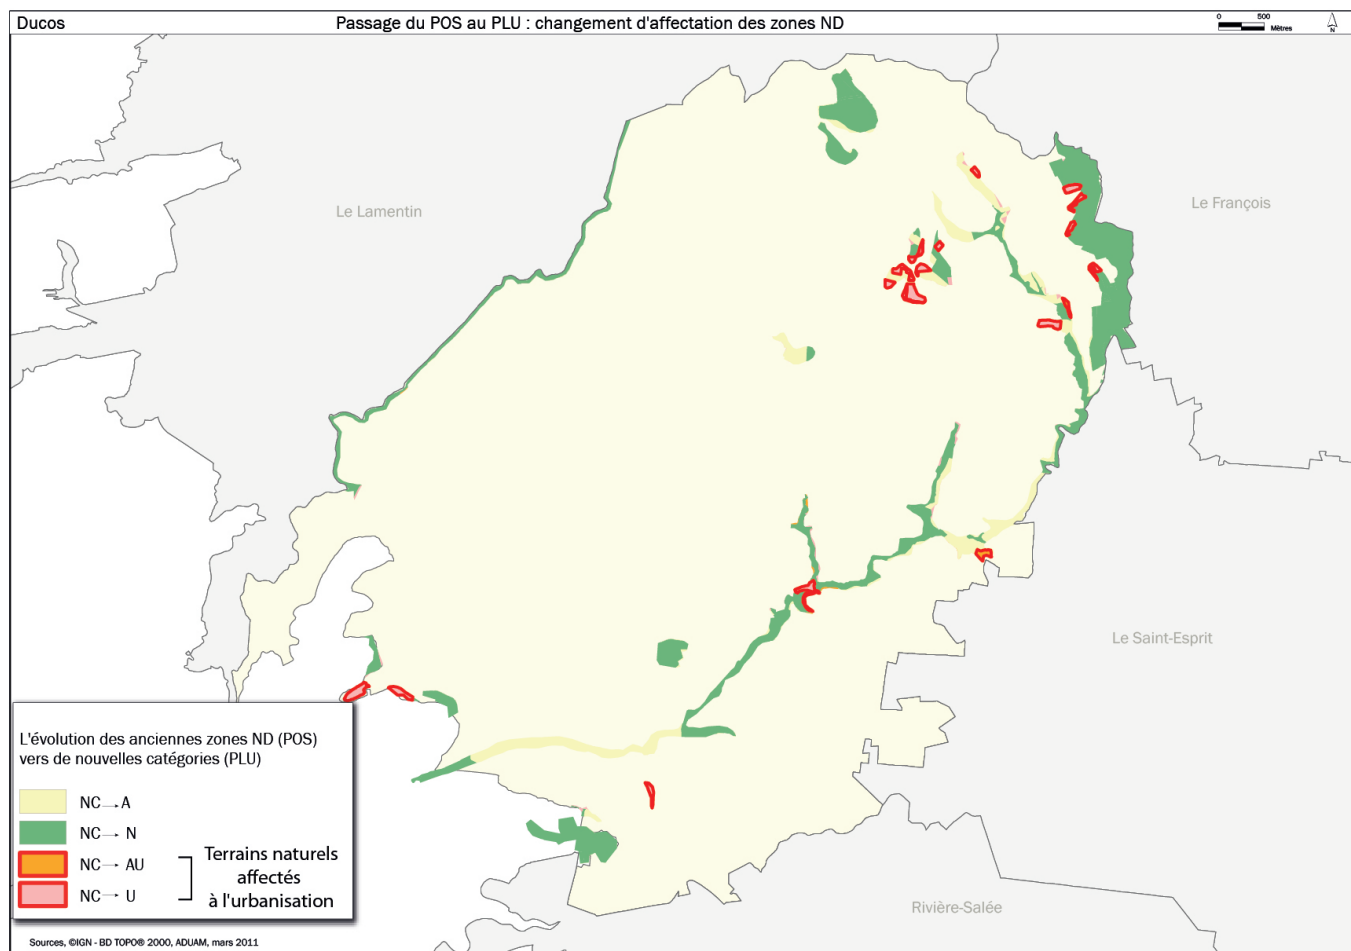 Ducos
Passage du POS au PLU : changement d'affectation des zones ND
0 500
Mètres
N
Le Lamentin
Le François
Le Saint-Esprit
Rivière-Salée
L'évolution des anciennes zones ND (POS)
vers de nouvelles catégories (PLU)
NC → A
NC → N
NC → AU
NC → U
Terrains naturels
affectés
à l'urbanisation
Sources, ©IGN - BD TOPO® 2000, ADUAM, mars 2011